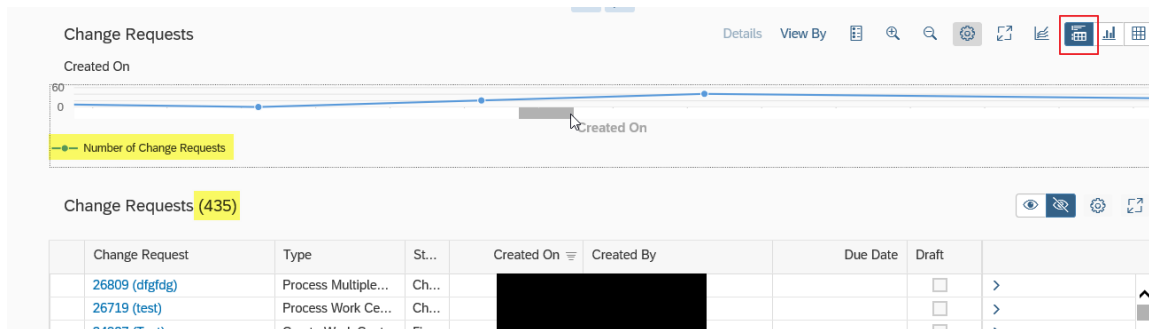 Change Requests
Details View By
Created On
60
0
Created On
Number of Change Requests
Change Requests (435)
Change Request Type St... Created On Created By Due Date Draft
26809 (dfgfdg) Process Multiple... Ch...
26719 (test) Process Work Ce... Ch...